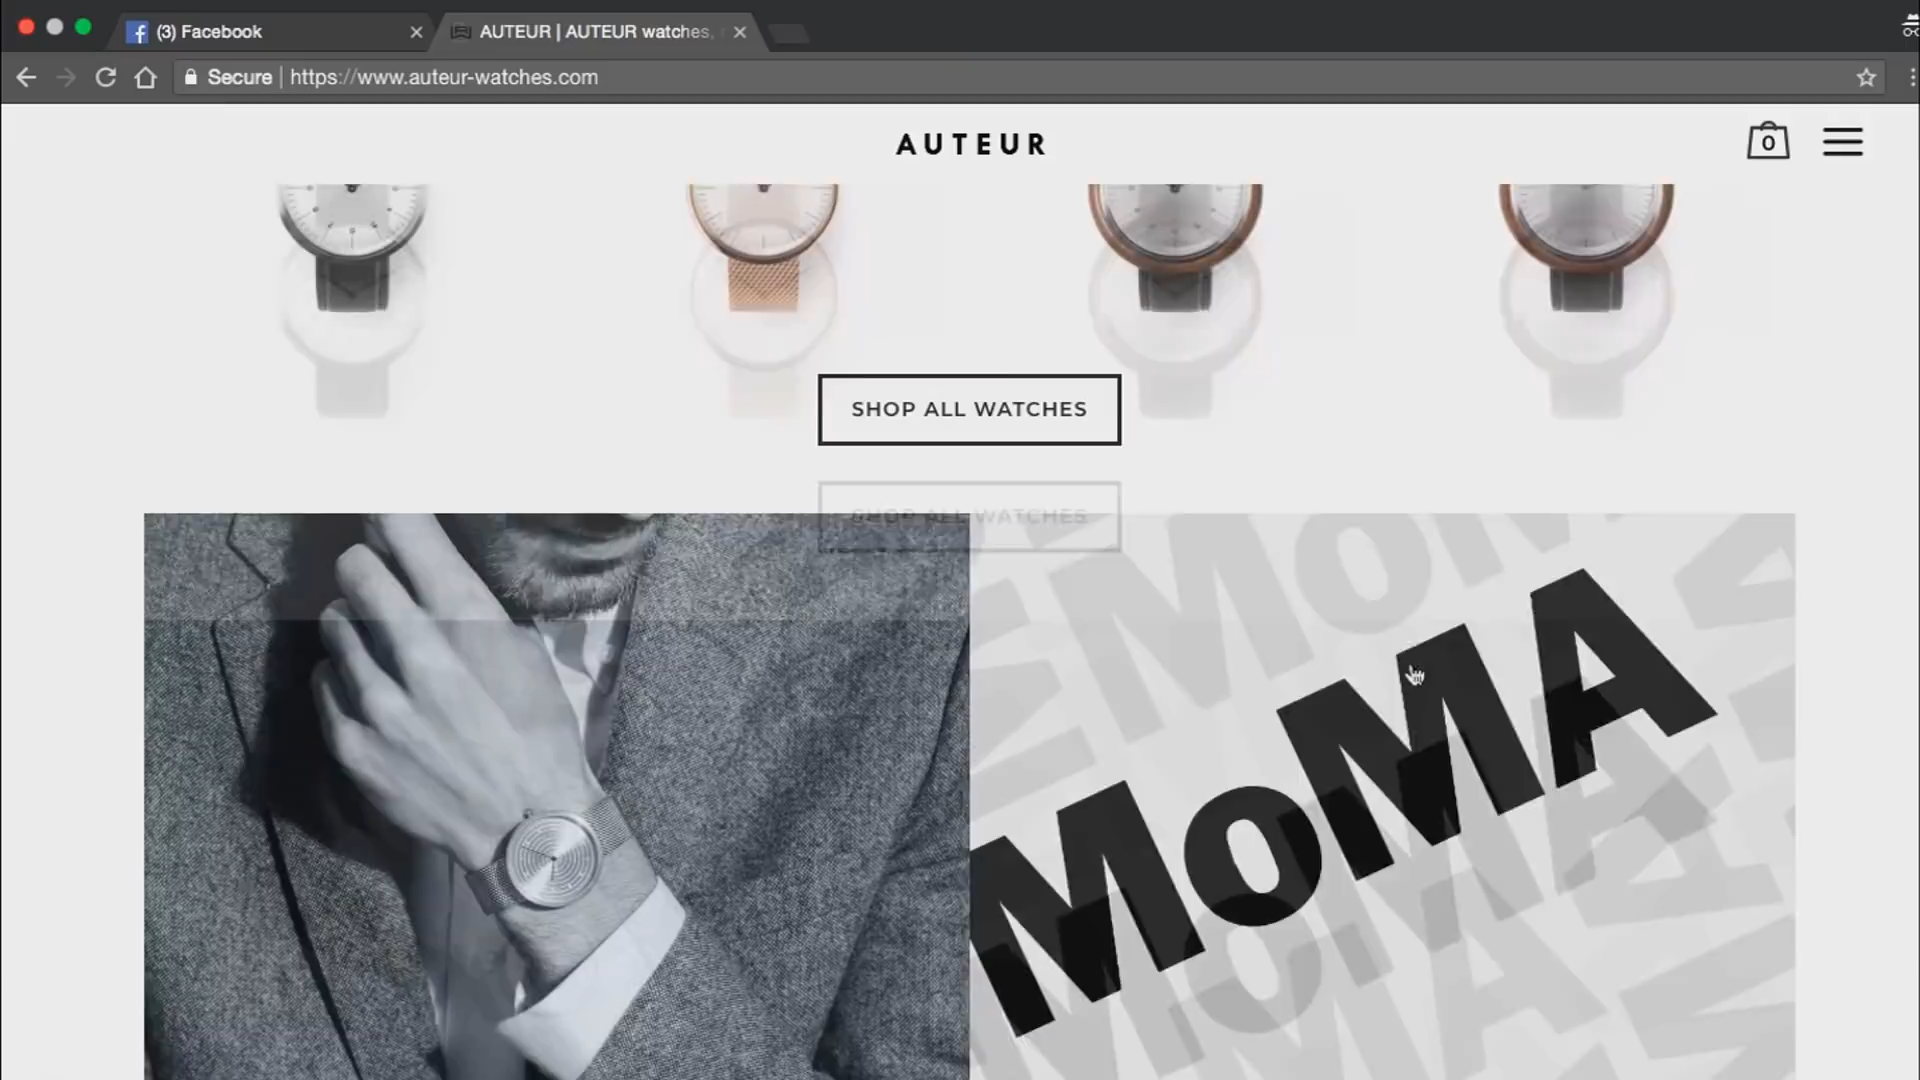 (3) Facebook
AUTEUR | AUTEUR watches,
Secure | https://www.auteur-watches.com
AUTEUR
0
SHOP ALL WATCHES
SHOP ALL WATCHES
MoMA
MoMA